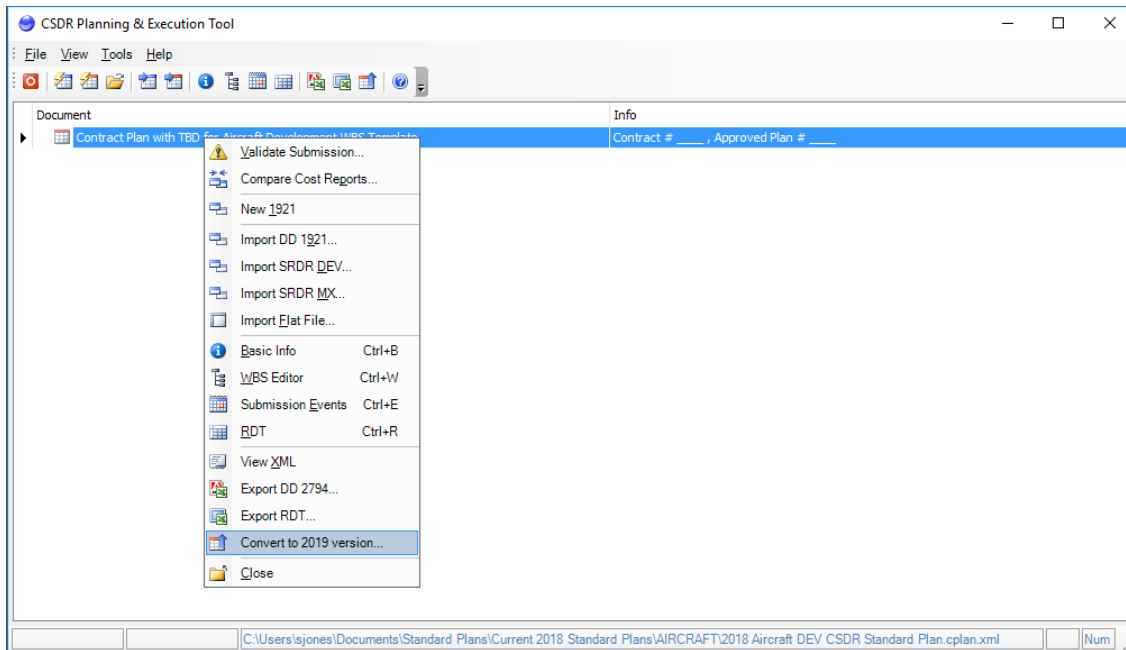 CSDR Planning & Execution Tool
File View Tools Help
Document Info
Contract Plan with TBD for Aircraft Development WBS Template Contract # ____ , Approved Plan # ____
Validate Submission...
Compare Cost Reports...
New 1921
Import DD 1921...
Import SRDR DEV...
Import SRDR MX...
Import Flat File...
Basic Info Ctrl+B
WBS Editor Ctrl+W
Submission Events Ctrl+E
RDT Ctrl+R
View XML
Export DD 2794...
Export RDT...
Convert to 2019 version...
Close
C:\Users\sjones\Documents\Standard Plans\Current 2018 Standard Plans\AIRCRAFT\2018 Aircraft DEV CSDR Standard Plan.cplan.xml Num